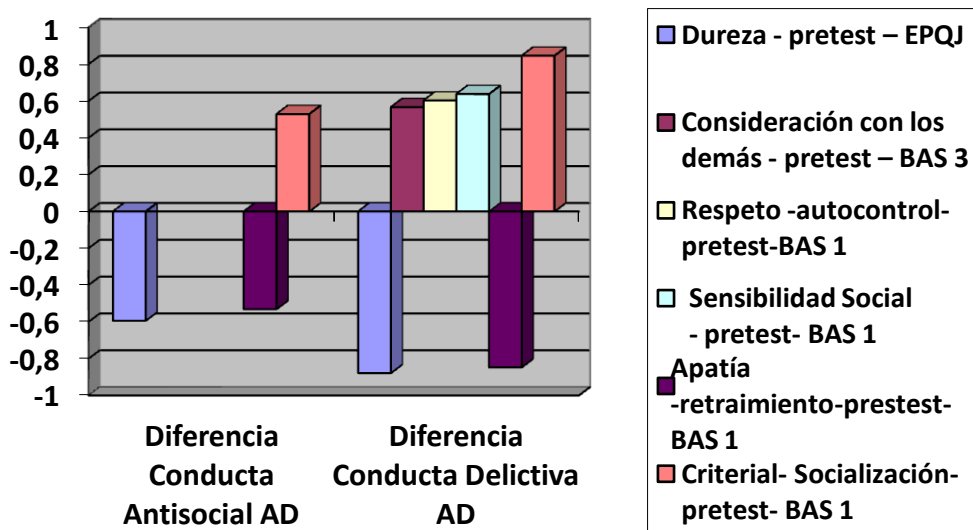 1
0,8
0,6
0,4
0,2
0
-0,2
-0,4
-0,6
-0,8
-1
Diferencia
Conducta
Antisocial AD
Diferencia
Conducta Delictiva
AD
Dureza - pretest – EPQJ
Consideración con los
demás - pretest – BAS 3
Respeto -autocontrol-
pretest-BAS 1
Sensibilidad Social
- pretest- BAS 1
Apatía
-retraimiento-prestest-
BAS 1
Criterial- Socialización-
pretest- BAS 1